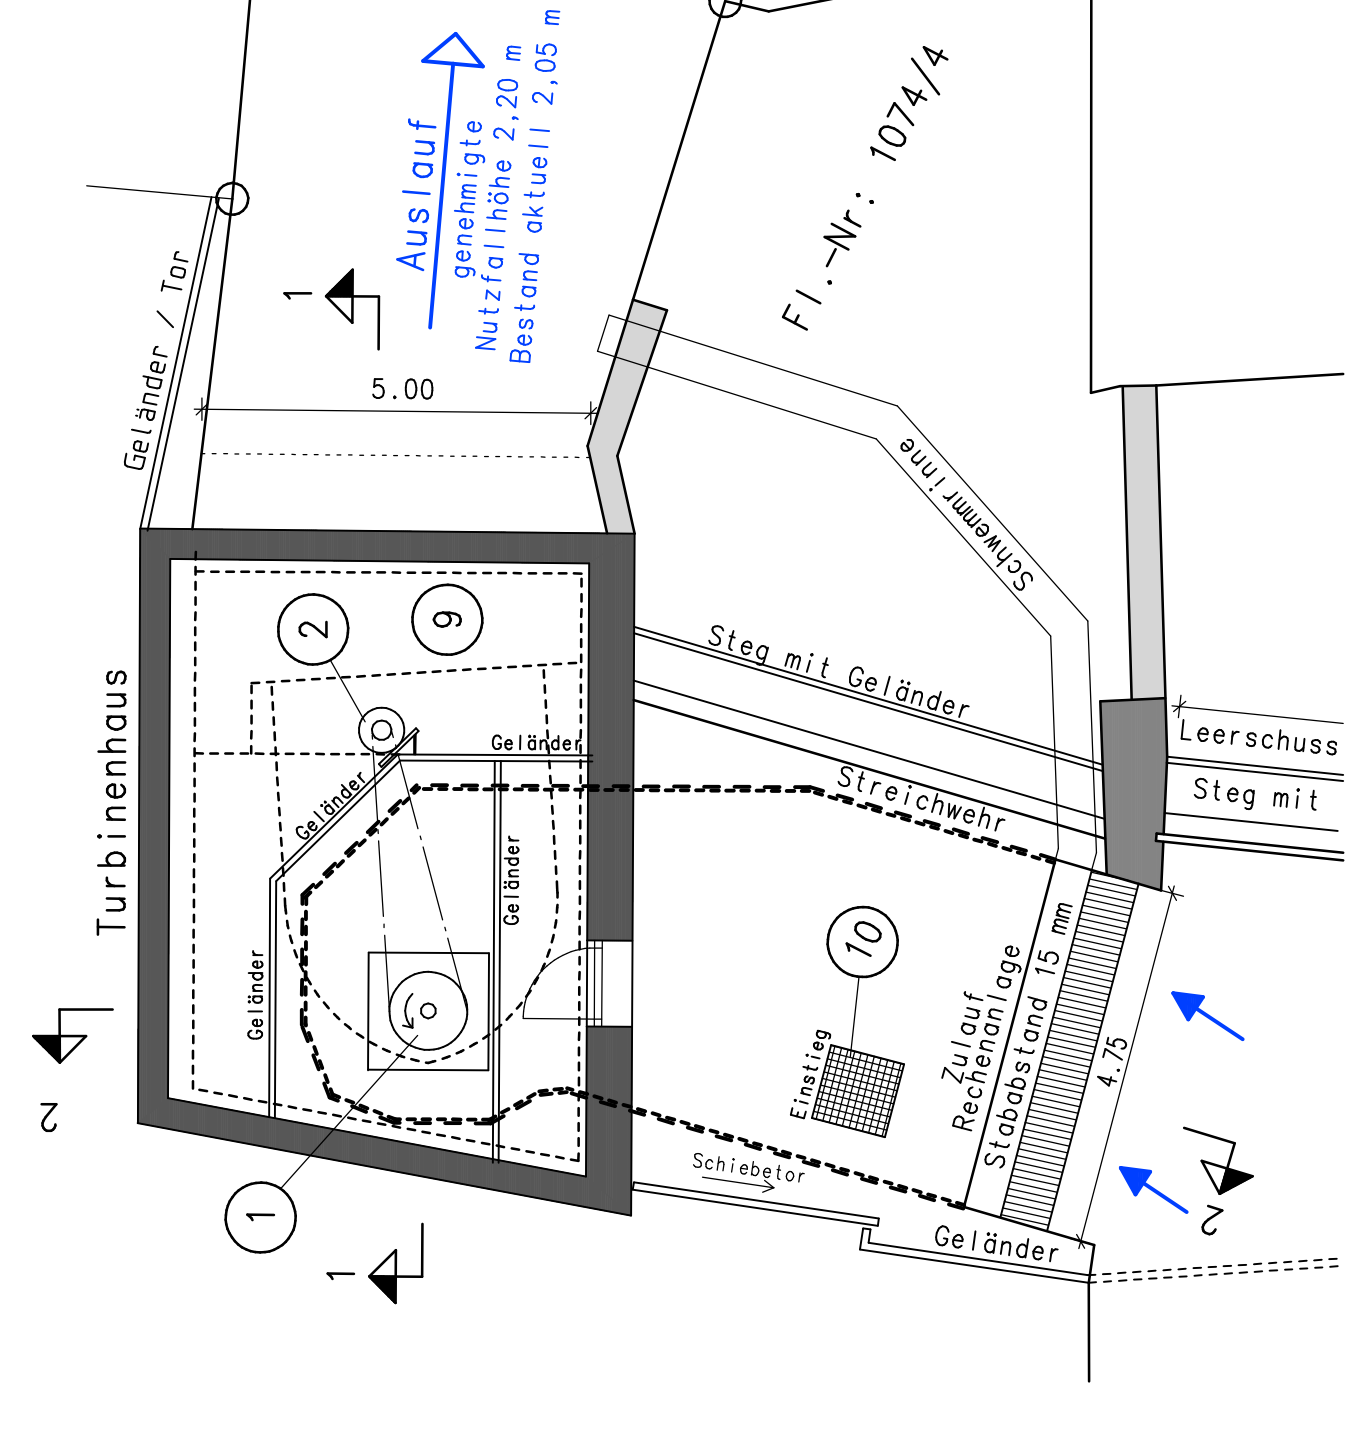 Auslauf
genehmigte
Nutzfallhöhe 2,20 m
Bestand aktuell 2,05 m
Fl.-Nr: 1074/4
Geländer / Tor
1
5.00
Schwemmrinne
2
9
Turbinenhaus
Steg mit Geländer
Leerschuss
Steg mit
Geländer
Geländer
Streichwehr
Geländer
Geländer
10
Zulauf
Rechenanlage
Stababstand 15 mm
4.75
Einstieg
2
Schiebetor
2
1
Geländer
1